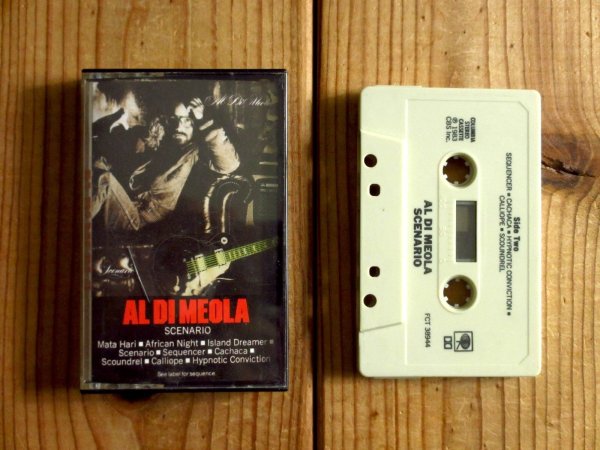 Al Di Meola
Scenario
AL DI MEOLA
SCENARIO
Mata Hari ■ African Night ■ Island Dreamer ■
Scenario ■ Sequencer ■ Cachaca ■
Scoundrel ■ Calliope ■ Hypnotic Conviction
See label for sequence.
COLUMBIA
STEREO
CASSETTE
℗ 1983
CBS Inc.
Side Two
SEQUENCER ■ CACHACA ■ HYPNOTIC CONVICTION ■
CALLIOPE ■ SCOUNDREL
AL DI MEOLA
SCENARIO
FCT 38944